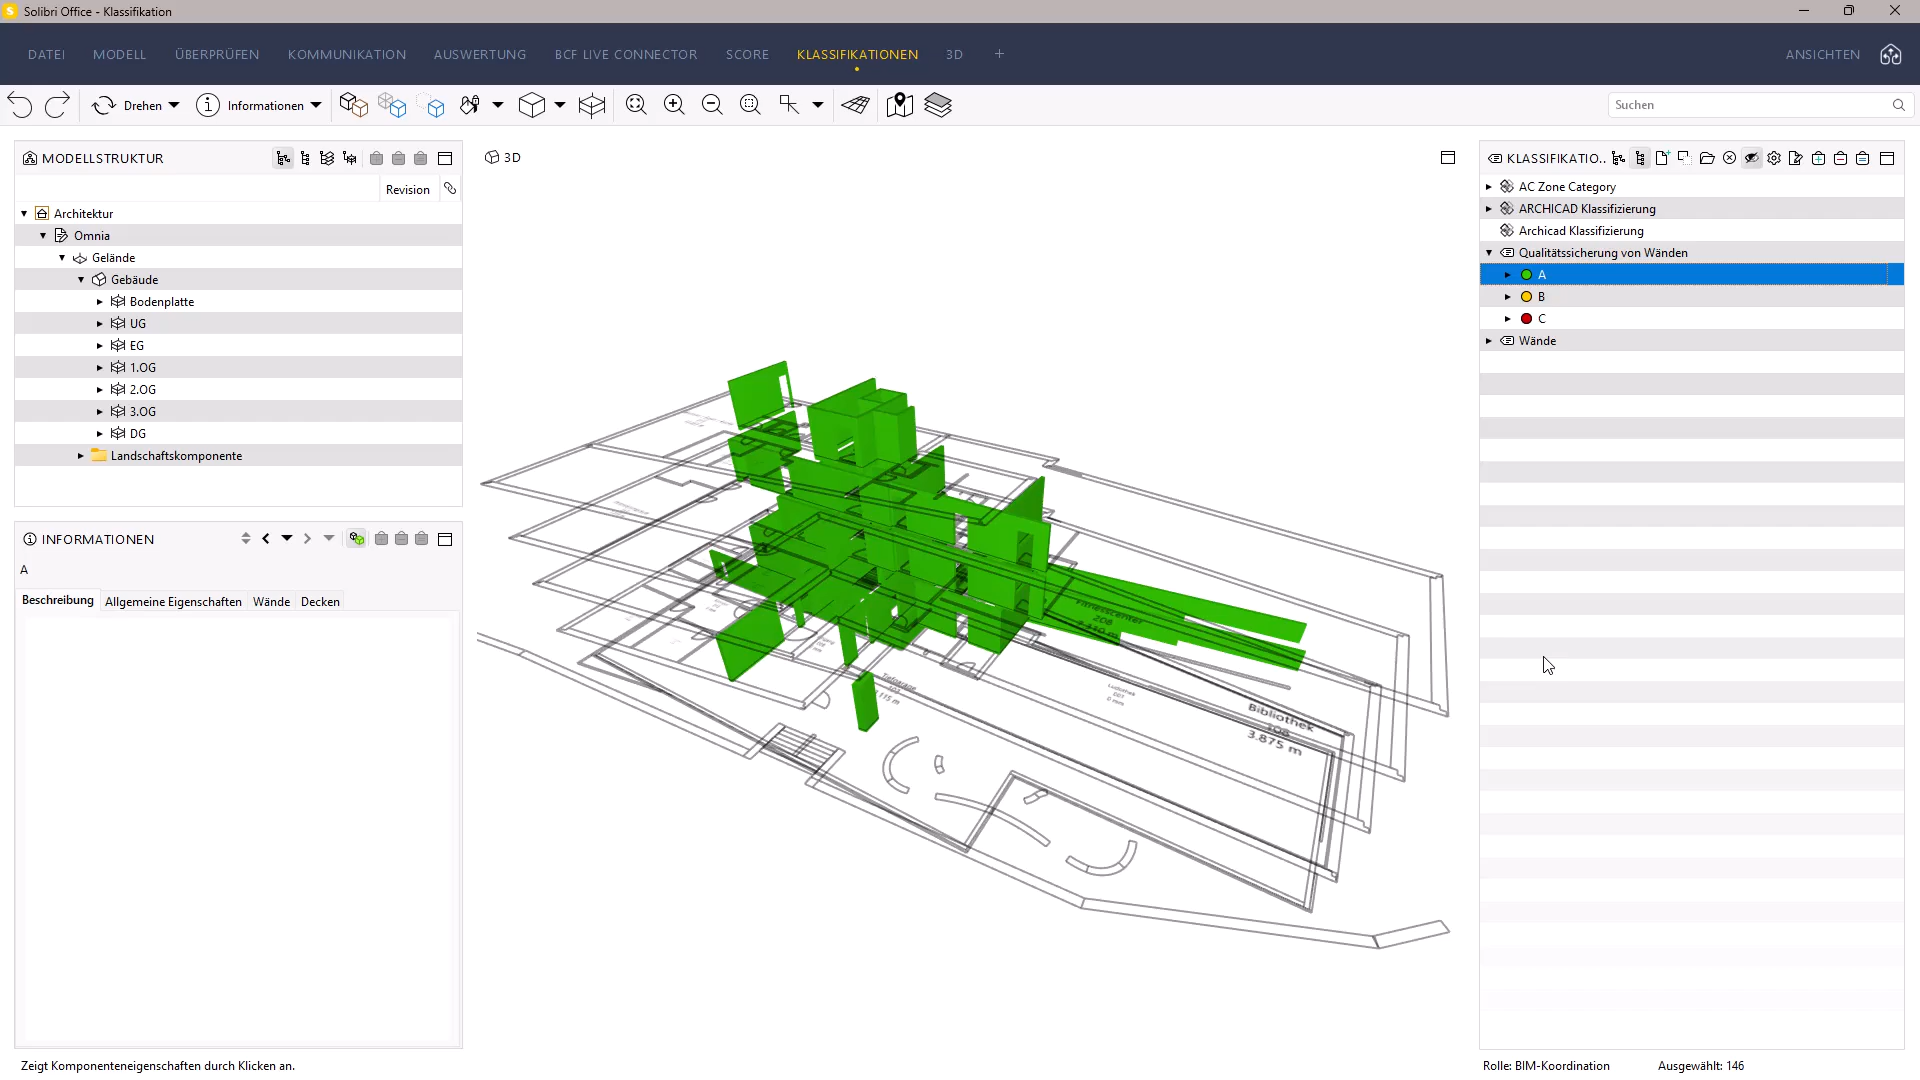 Solibri Office - Klassifikation
DATEI MODELL ÜBERPRÜFEN KOMMUNIKATION AUSWERTUNG BCF LIVE CONNECTOR SCORE KLASSIFIKATIONEN 3D + ANSICHTEN
Drehen Informationen Suchen
MODELLSTRUKTUR
Revision
Architektur
Omnia
Gelände
Gebäude
Bodenplatte
UG
EG
1.OG
2.OG
3.OG
DG
Landschaftskomponente
INFORMATIONEN
A
Beschreibung Allgemeine Eigenschaften Wände Decken
Zeigt Komponenteneigenschaften durch Klicken an.
3D
Fitnesscenter
Bibliothek
3.875 m
KLASSIFIKATIO..
AC Zone Category
ARCHICAD Klassifizierung
Archicad Klassifizierung
Qualitätssicherung von Wänden
A
B
C
Wände
Rolle: BIM-Koordination Ausgewählt: 146